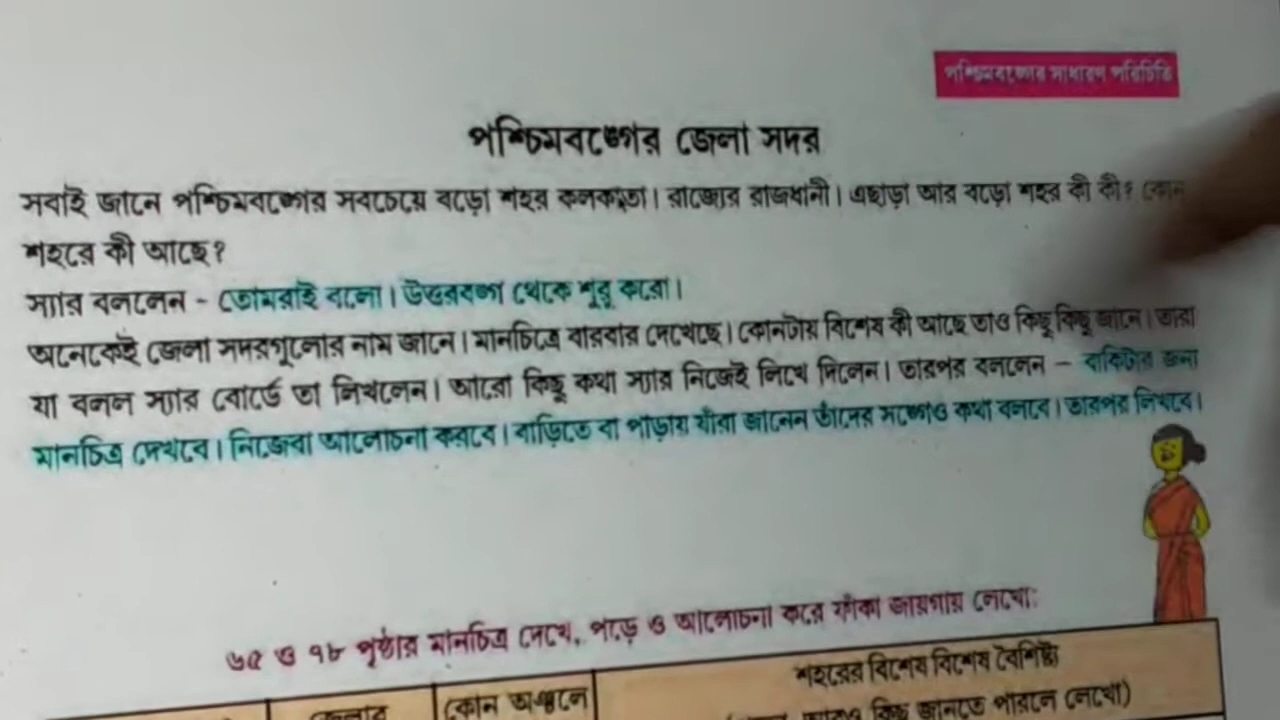 পশ্চিমবঙ্গের সাধারণ পরিচিতি
পশ্চিমবঙ্গের জেলা সদর
সবাই জানে পশ্চিমবঙ্গের সবচেয়ে বড়ো শহর কলকাতা। রাজ্যের রাজধানী। এছাড়া আর বড়ো শহর কী কী? কোন
শহরে কী আছে?
স্যার বললেন - তোমরাই বলো। উত্তরবঙ্গ থেকে শুরু করো।
অনেকেই জেলা সদরগুলোর নাম জানে। মানচিত্রে বারবার দেখেছে। কোনটায় বিশেষ কী আছে তাও কিছু কিছু জানে। তারা
যা বলল স্যার বোর্ডে তা লিখলেন। আরো কিছু কথা স্যার নিজেই লিখে দিলেন। তারপর বললেন – বাকিটার জন্য
মানচিত্র দেখবে। নিজেরা আলোচনা করবে। বাড়িতে বা পাড়ায় যাঁরা জানেন তাঁদের সঙ্গেও কথা বলবে। তারপর লিখবে।
৬৫ ও ৭৮ পৃষ্ঠার মানচিত্র দেখে, পড়ে ও আলোচনা করে ফাঁকা জায়গায় লেখো:
জেলার
কোন অঞ্চলে
শহরের বিশেষ বিশেষ বৈশিষ্ট্য
আরও কিছু জানতে পারলে লেখো)